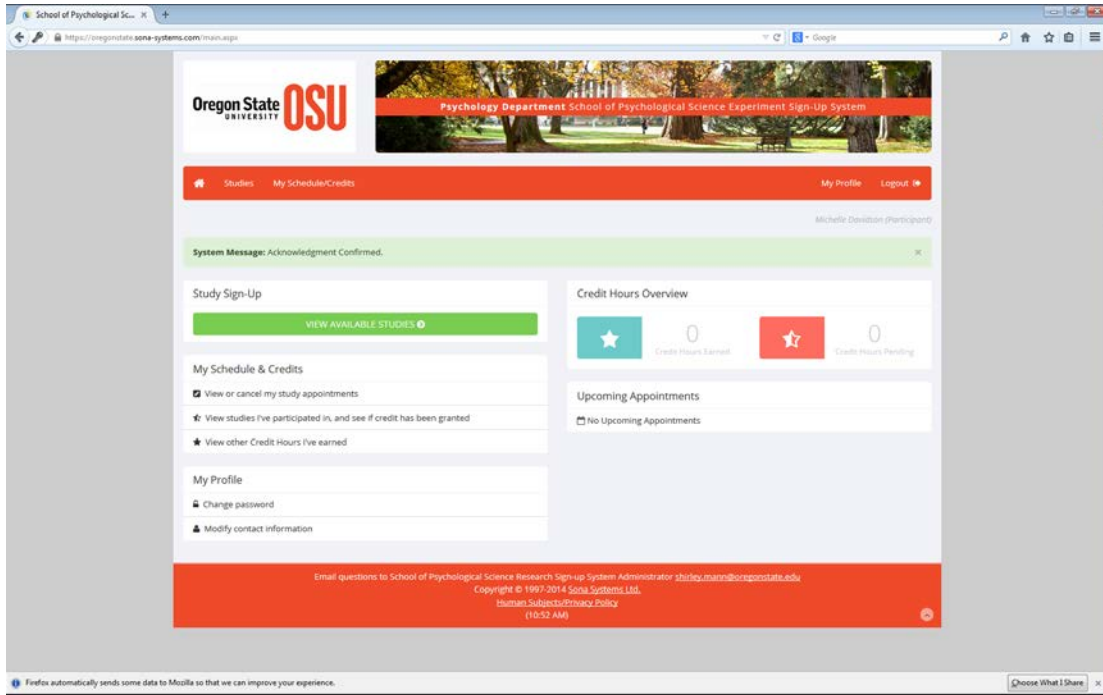 School of Psychological Sc...
https://oregonstate.sona-systems.com/main.aspx
Google
Oregon State
UNIVERSITY
OSU
Psychology Department School of Psychological Science Experiment Sign-Up System
Studies My Schedule/Credits My Profile Logout
Michelle Davidson (Participant)
System Message: Acknowledgment Confirmed.
Study Sign-Up
VIEW AVAILABLE STUDIES
My Schedule & Credits
View or cancel my study appointments
View studies I've participated in, and see if credit has been granted
View other Credit Hours I've earned
My Profile
Change password
Modify contact information
Credit Hours Overview
0
Credit Hours Earned
0
Credit Hours Pending
Upcoming Appointments
No Upcoming Appointments
Email questions to School of Psychological Science Research Sign-up System Administrator shirley.mann@oregonstate.edu
Copyright © 1997-2014 Sona Systems Ltd.
Human Subjects/Privacy Policy
(10:52 AM)
Firefox automatically sends some data to Mozilla so that we can improve your experience.
Choose What I Share